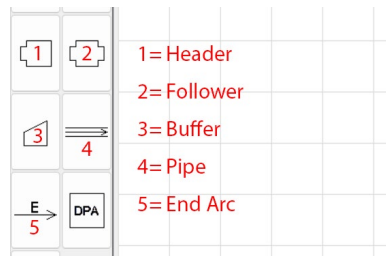 1 2 1=Header
2=Follower
3 4 3=Buffer
4=Pipe
E 5 DPA 5= End Arc